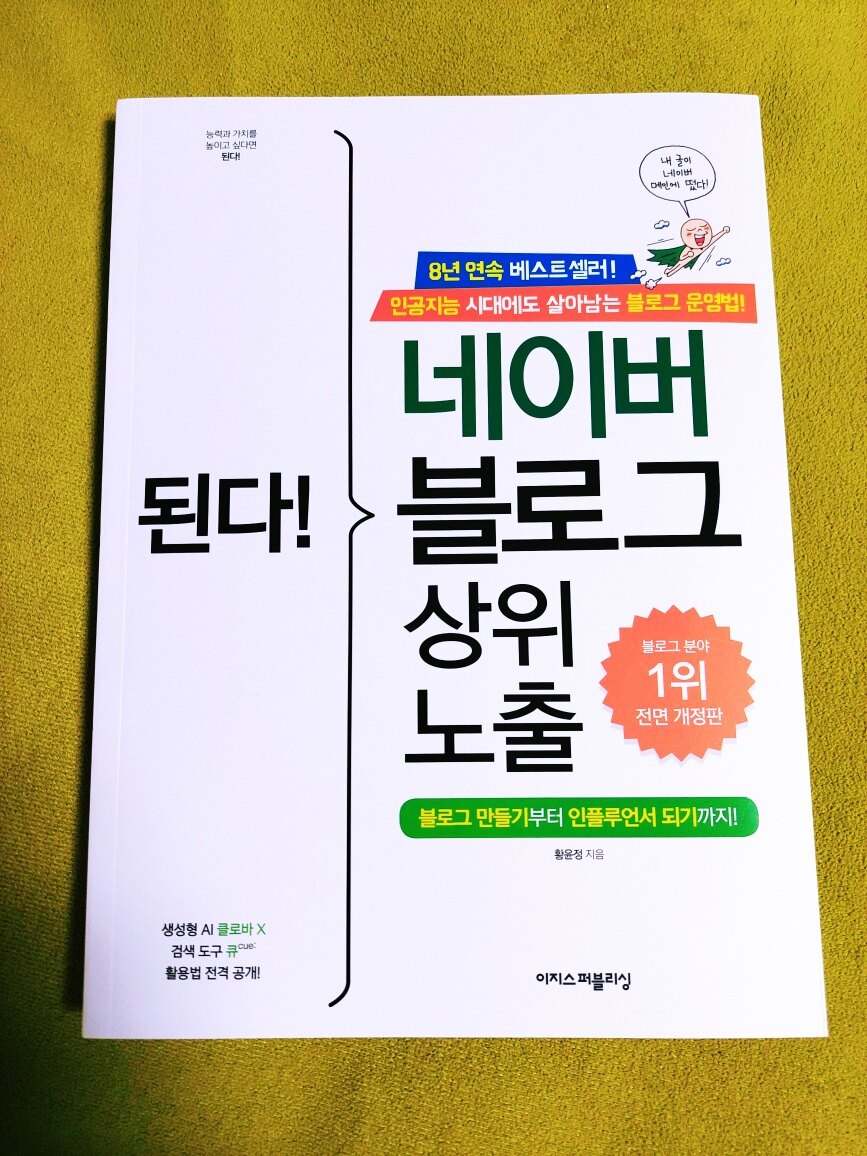 능력과 가치를
높이고 싶다면
된다!
내 글이
네이버
메인에 떴다!
8년 연속 베스트셀러!
인공지능 시대에도 살아남는 블로그 운영법!
된다!
네이버
블로그
상위
노출
블로그 분야
1위
전면 개정판
블로그 만들기부터 인플루언서 되기까지!
황윤정 지음
생성형 AI 클로바 X
검색 도구 큐cue:
활용법 전격 공개!
이지스퍼블리싱